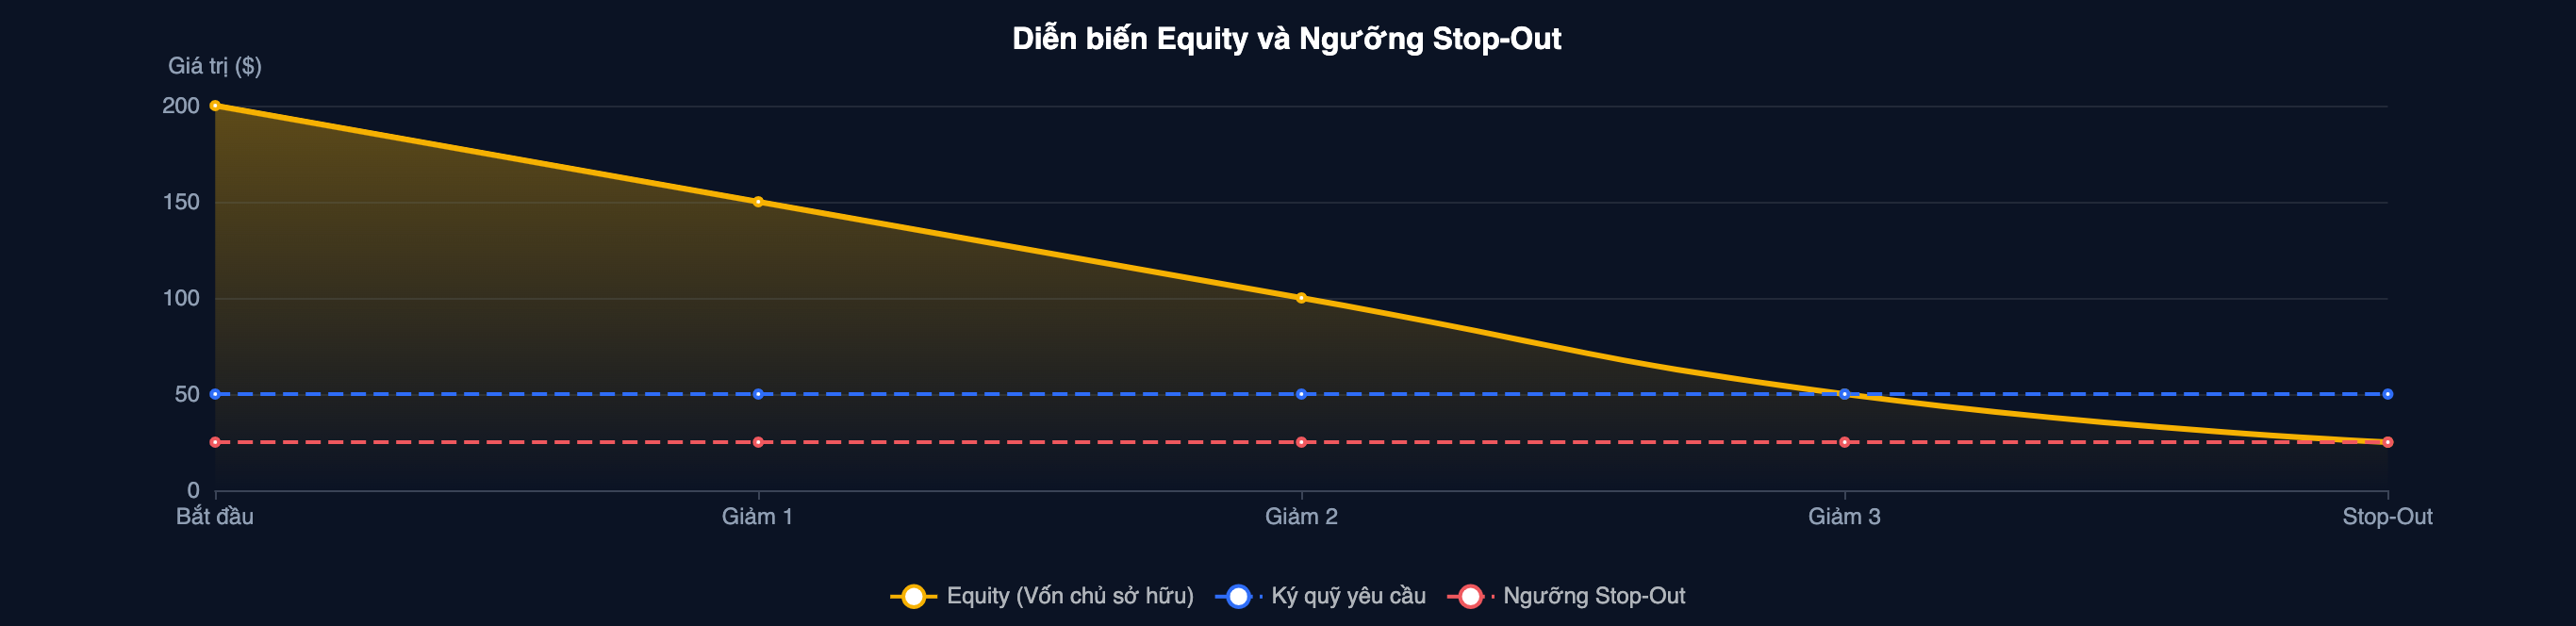 Diễn biến Equity và Ngưỡng Stop-Out
Giá trị ($)
200
150
100
50
0
Bắt đầu Giảm 1 Giảm 2 Giảm 3 Stop-Out
Equity (Vốn chủ sở hữu) Ký quỹ yêu cầu Ngưỡng Stop-Out